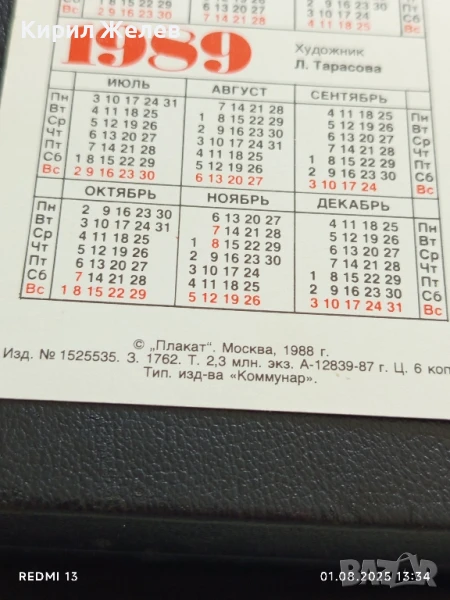 Кирил Желев
1989
Художник
Л. Тарасова
ИЮЛЬ
Пн 3 10 17 24 31
Вт 4 11 18 25
Ср 5 12 19 26
Чт 6 13 20 27
Пт 7 14 21 28
Сб 1 8 15 22 29
Вс 2 9 16 23 30
АВГУСТ
7 14 21 28
1 8 15 22 29
2 9 16 23 30
3 10 17 24 31
4 11 18 25
5 12 19 26
6 13 20 27
СЕНТЯБРЬ
4 11 18 25 Пн
5 12 19 26 Вт
6 13 20 27 Ср
7 14 21 28 Чт
1 8 15 22 29 Пт
2 9 16 23 30 Сб
3 10 17 24 Вс
ОКТЯБРЬ
Пн 2 9 16 23 30
Вт 3 10 17 24 31
Ср 4 11 18 25
Чт 5 12 19 26
Пт 6 13 20 27
Сб 7 14 21 28
Вс 1 8 15 22 29
НОЯБРЬ
6 13 20 27
7 14 21 28
1 8 15 22 29
2 9 16 23 30
3 10 17 24
4 11 18 25
5 12 19 26
ДЕКАБРЬ
4 11 18 25 Пн
5 12 19 26 Вт
6 13 20 27 Ср
7 14 21 28 Чт
1 8 15 22 29 Пт
2 9 16 23 30 Сб
3 10 17 24 31 Вс
© „Плакат". Москва, 1988 г.
Изд. № 1525535. З. 1762. Т. 2,3 млн. экз. А-12839-87 г. Ц. 6 коп
Тип. изд-ва «Коммунар».
REDMI 13
01.08.2025 13:34
BAZAR